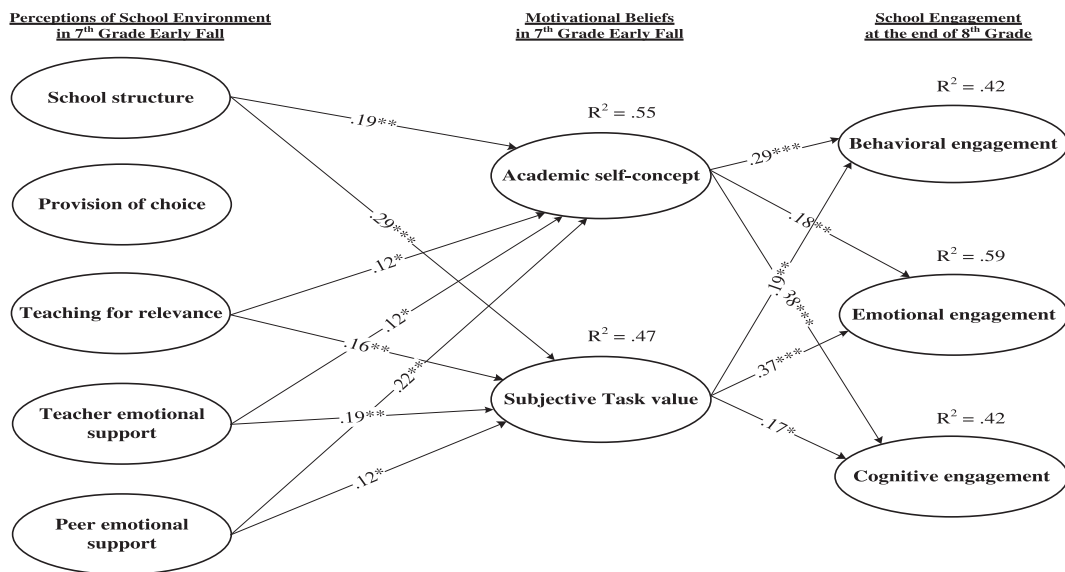 Perceptions of School Environment
in 7th Grade Early Fall
School structure
Provision of choice
Teaching for relevance
Teacher emotional
support
Peer emotional
support
.19**
.29***
.12*
.16**
.12*
.19**
.22**
.12*
Motivational Beliefs
in 7th Grade Early Fall
R2 = .55
Academic self-concept
R2 = .47
Subjective Task value
.29***
.18**
.38***
.19**
.37***
.17*
School Engagement
at the end of 8th Grade
R2 = .42
Behavioral engagement
R2 = .59
Emotional engagement
R2 = .42
Cognitive engagement